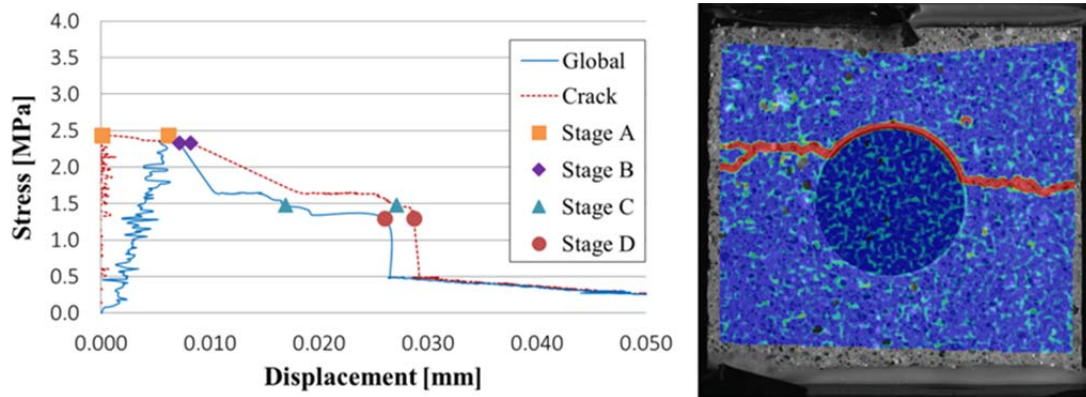 4.0
3.5
3.0
2.5
2.0
1.5
1.0
0.5
0.0
Stress [MPa]
0.000 0.010 0.020 0.030 0.040 0.050
Displacement [mm]
Global
Crack
Stage A
Stage B
Stage C
Stage D